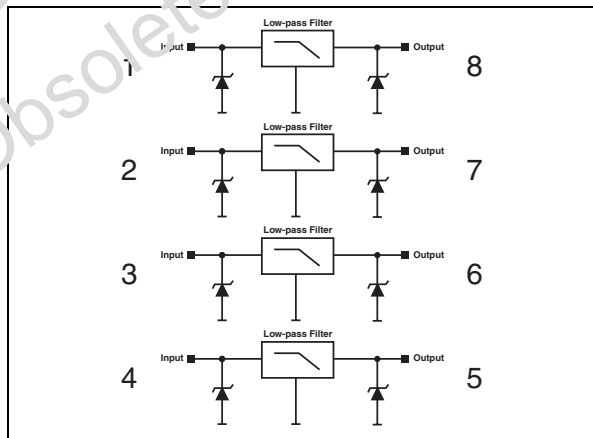 Obsolete
Low-pass Filter
1 Input Output 8
Low-pass Filter
2 Input Output 7
Low-pass Filter
3 Input Output 6
Low-pass Filter
4 Input Output 5